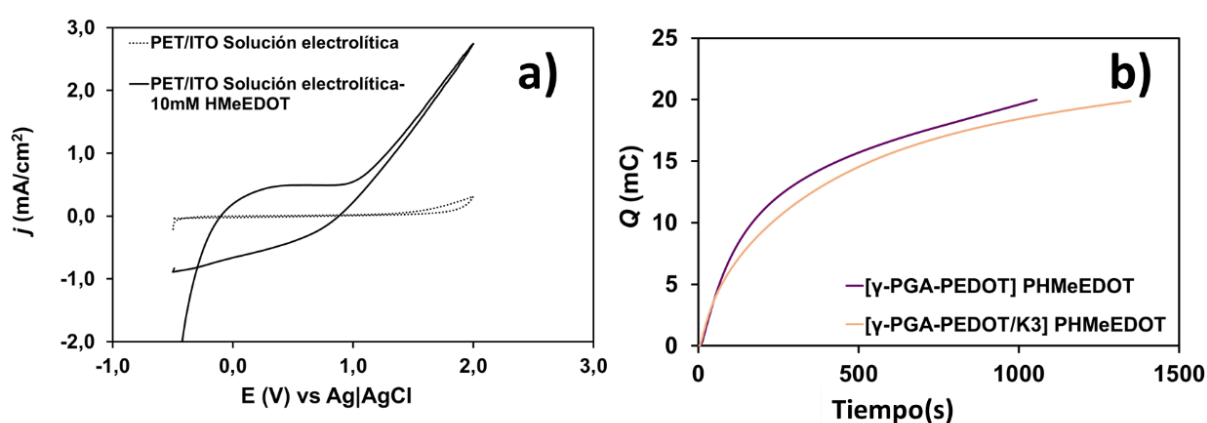 3,0
2,0
1,0
0,0
-1,0
-2,0
j (mA/cm²)
PET/ITO Solución electrolítica
PET/ITO Solución electrolítica-
10mM HMeEDOT
a)
-1,0 0,0 1,0 2,0 3,0
E (V) vs Ag|AgCl
25
20
15
10
5
0
Q (mC)
b)
[γ-PGA-PEDOT] PHMeEDOT
[γ-PGA-PEDOT/K3] PHMeEDOT
0 500 1000 1500
Tiempo(s)